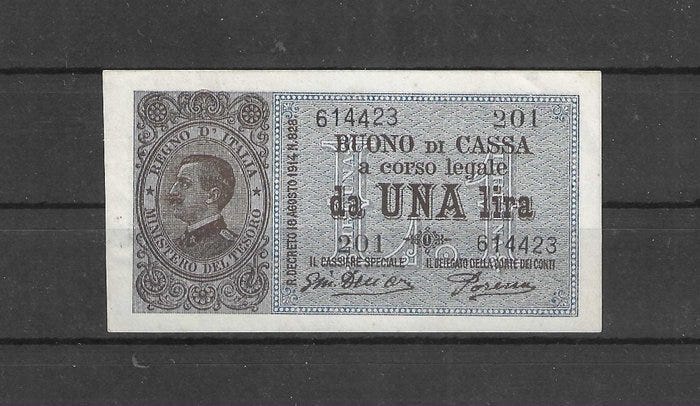 REGNO D'ITALIA
MINISTERO DEL TESORO
R. DECRETO 18 AGOSTO 1914 N. 828
614423 201
BUONO DI CASSA
a corso legale
da UNA lira
201 614423
IL CASSIERE SPECIALE IL DELEGATO DELLA CORTE DEI CONTI